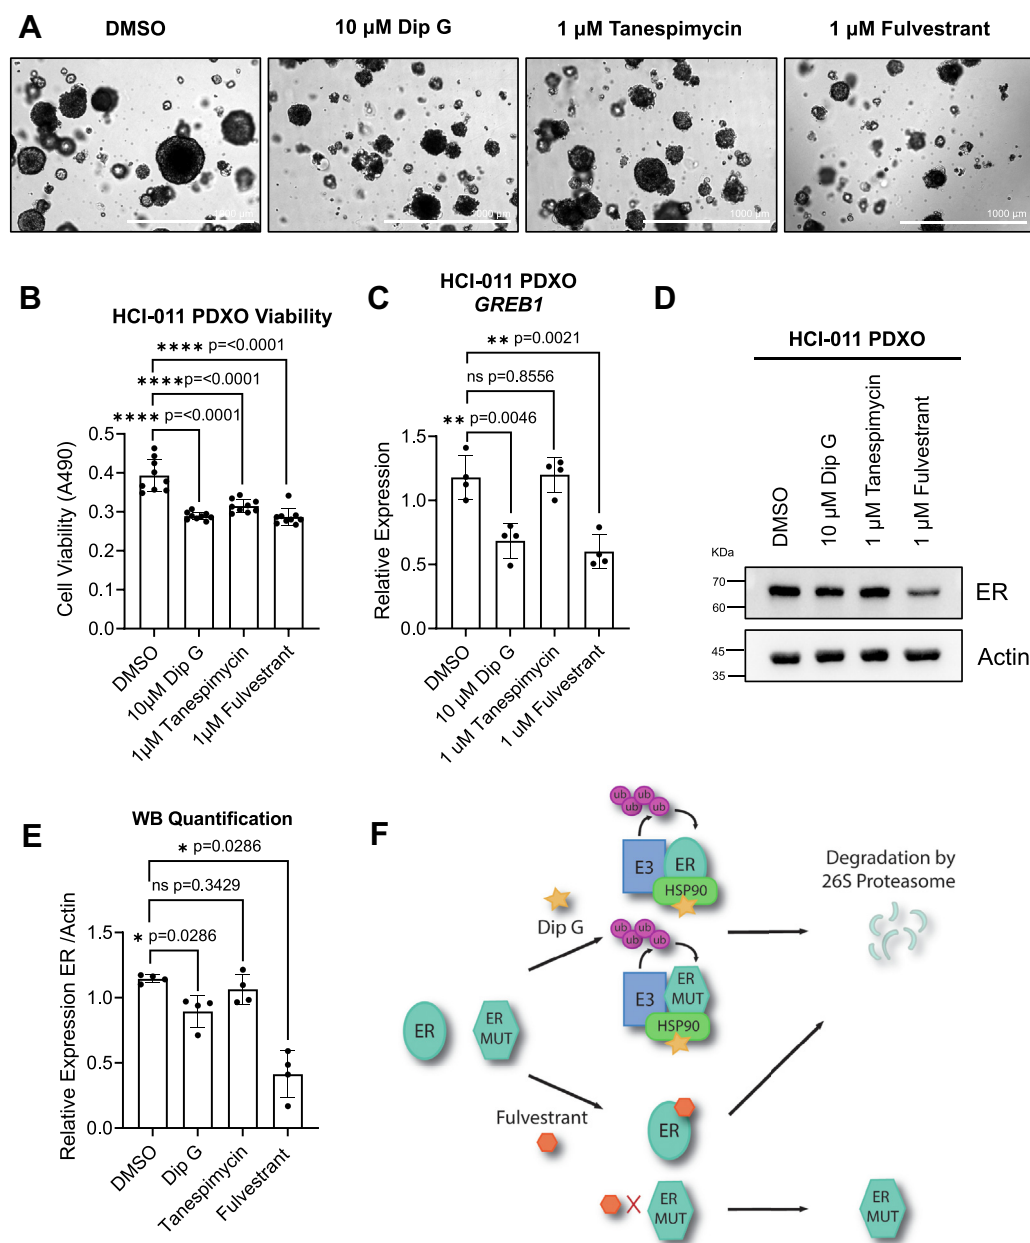 A
DMSO
10 µM Dip G
1 µM Tanespimycin
1 µM Fulvestrant
1000 µm
1000 µm
1000 µm
B
HCI-011 PDXO Viability
**** p=<0.0001
**** p=<0.0001
**** p=<0.0001
Cell Viability (A490)
0.5
0.4
0.3
0.2
0.1
0.0
DMSO
10µM Dip G
1µM Tanespimycin
1µM Fulvestrant
C
HCI-011 PDXO
GREB1
** p=0.0021
ns p=0.8556
** p=0.0046
Relative Expression
1.5
1.0
0.5
0.0
DMSO
10 µM Dip G
1 uM Tanespimycin
1 uM Fulvestrant
D
HCI-011 PDXO
DMSO
10 µM Dip G
1 µM Tanespimycin
1 µM Fulvestrant
KDa
70
60
ER
45
35
Actin
E
WB Quantification
* p=0.0286
ns p=0.3429
* p=0.0286
Relative Expression ER /Actin
1.5
1.0
0.5
0.0
DMSO
Dip G
Tanespimycin
Fulvestrant
F
ub ub ub ub
E3
ER
HSP90
Dip G
ub ub ub ub
E3
ER
MUT
HSP90
Degradation by
26S Proteasome
ER
ER
MUT
Fulvestrant
ER
ER
MUT
ER
MUT